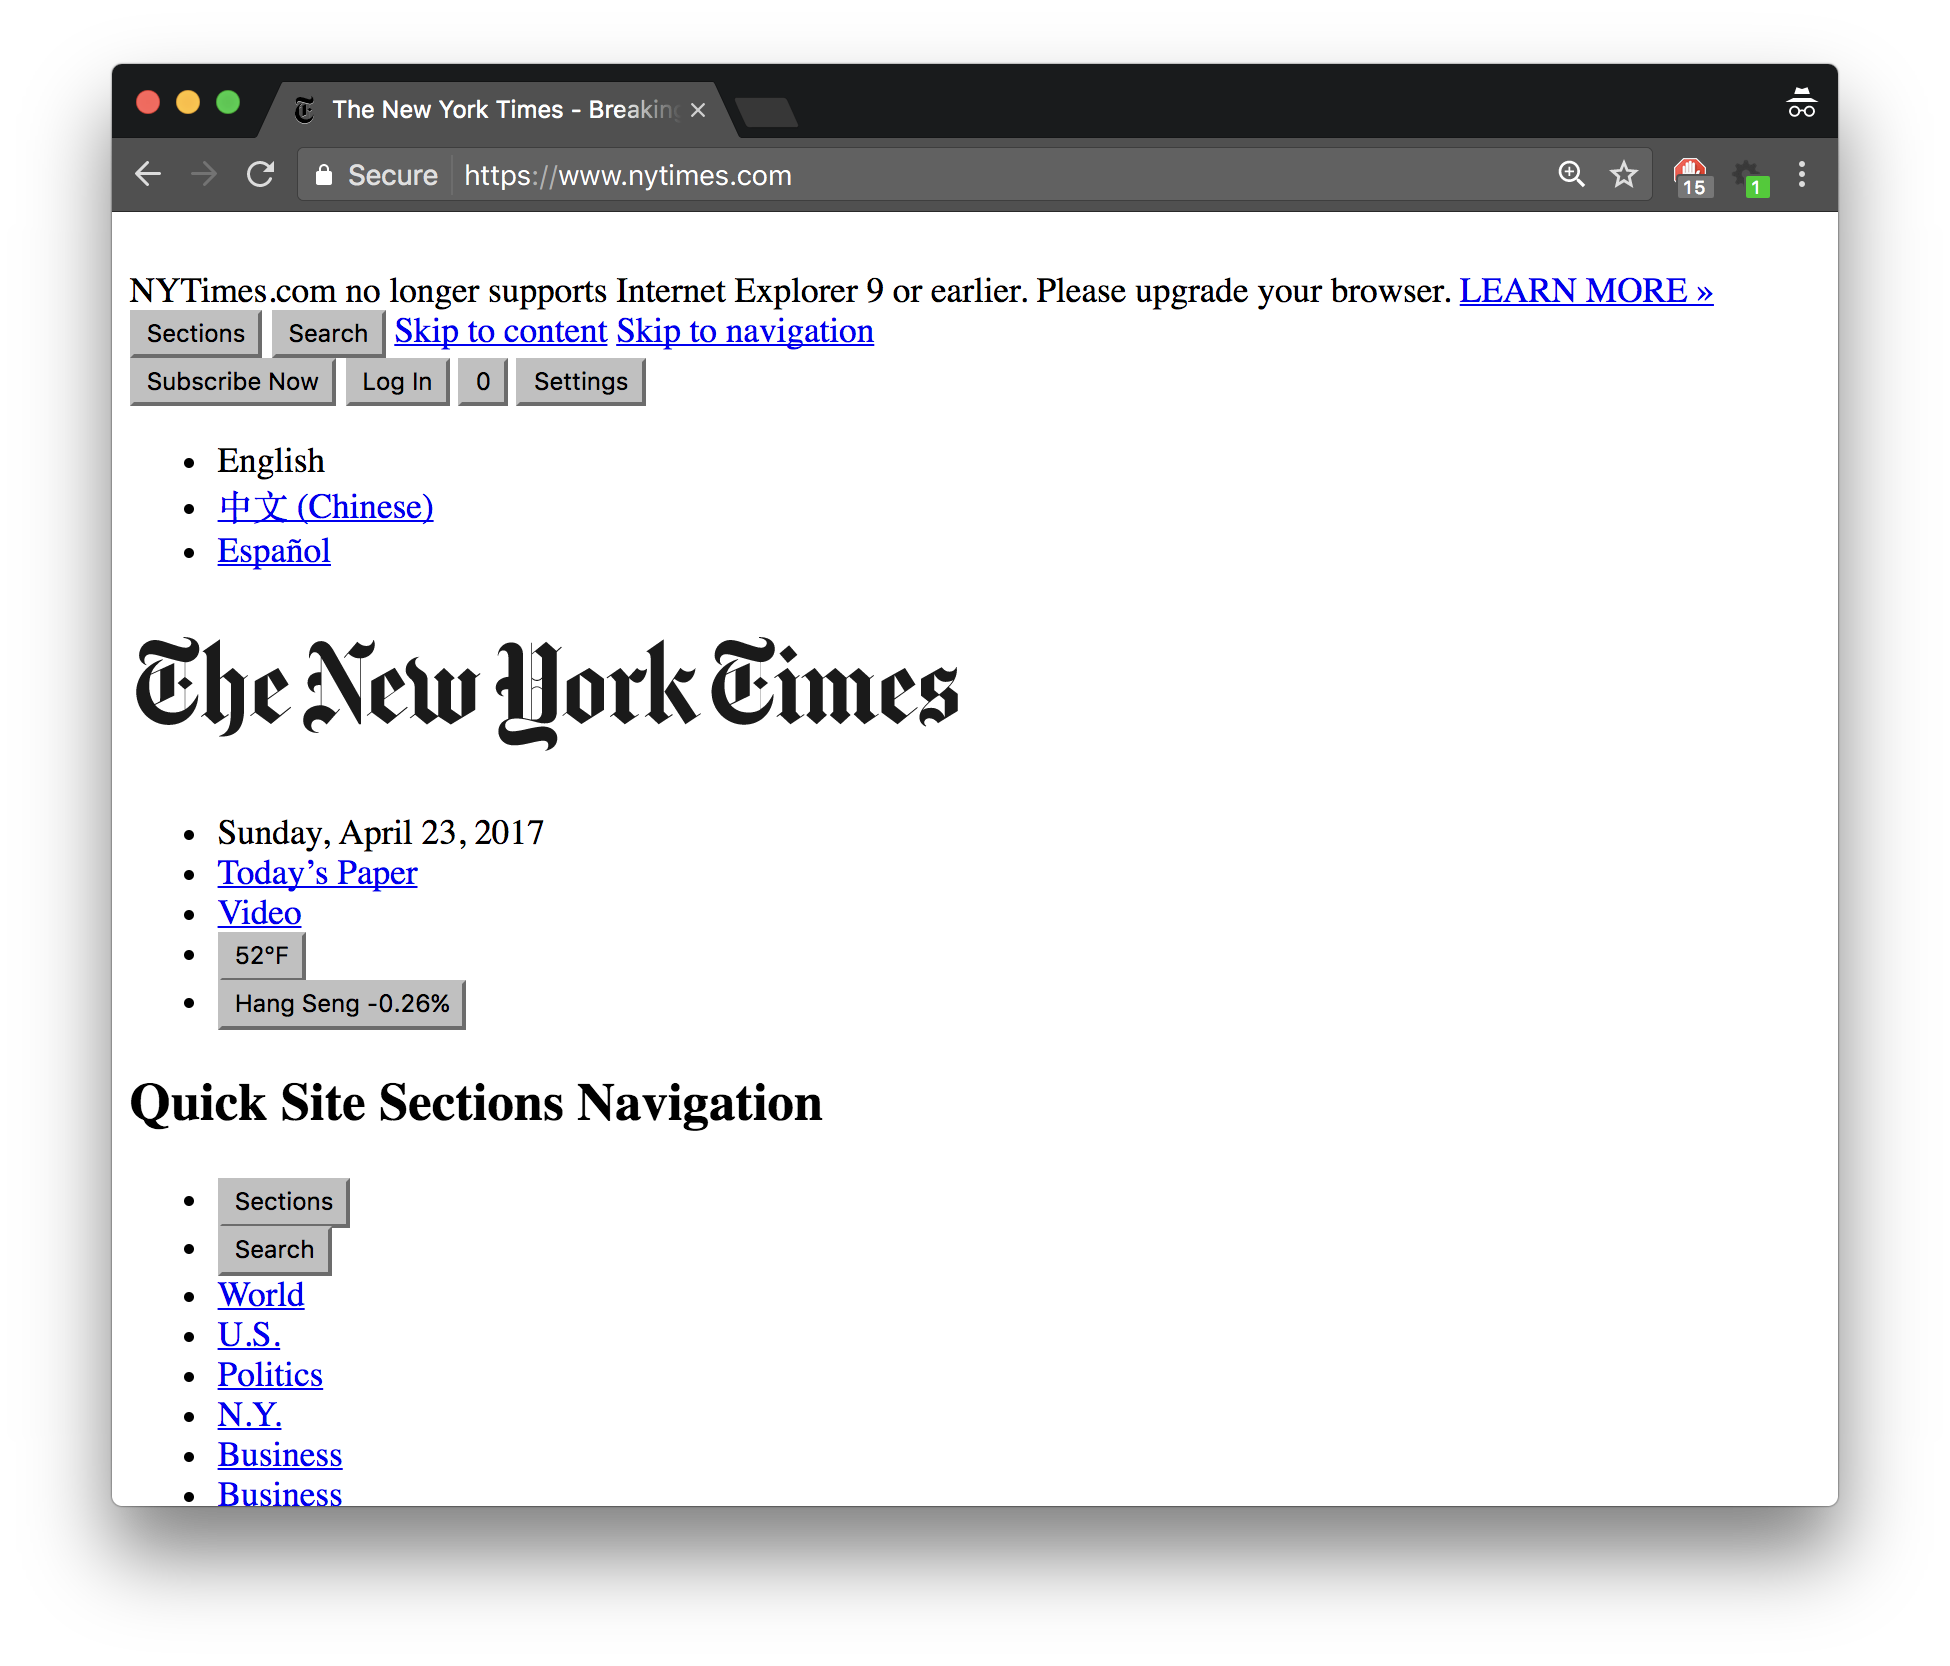 The New York Times - Breaking
Secure https://www.nytimes.com
15
1
NYTimes.com no longer supports Internet Explorer 9 or earlier. Please upgrade your browser. LEARN MORE »
Sections Search Skip to content Skip to navigation
Subscribe Now Log In 0 Settings
English
中文 (Chinese)
Español
The New York Times
Sunday, April 23, 2017
Today’s Paper
Video
52°F
Hang Seng -0.26%
Quick Site Sections Navigation
Sections
Search
World
U.S.
Politics
N.Y.
Business
Business